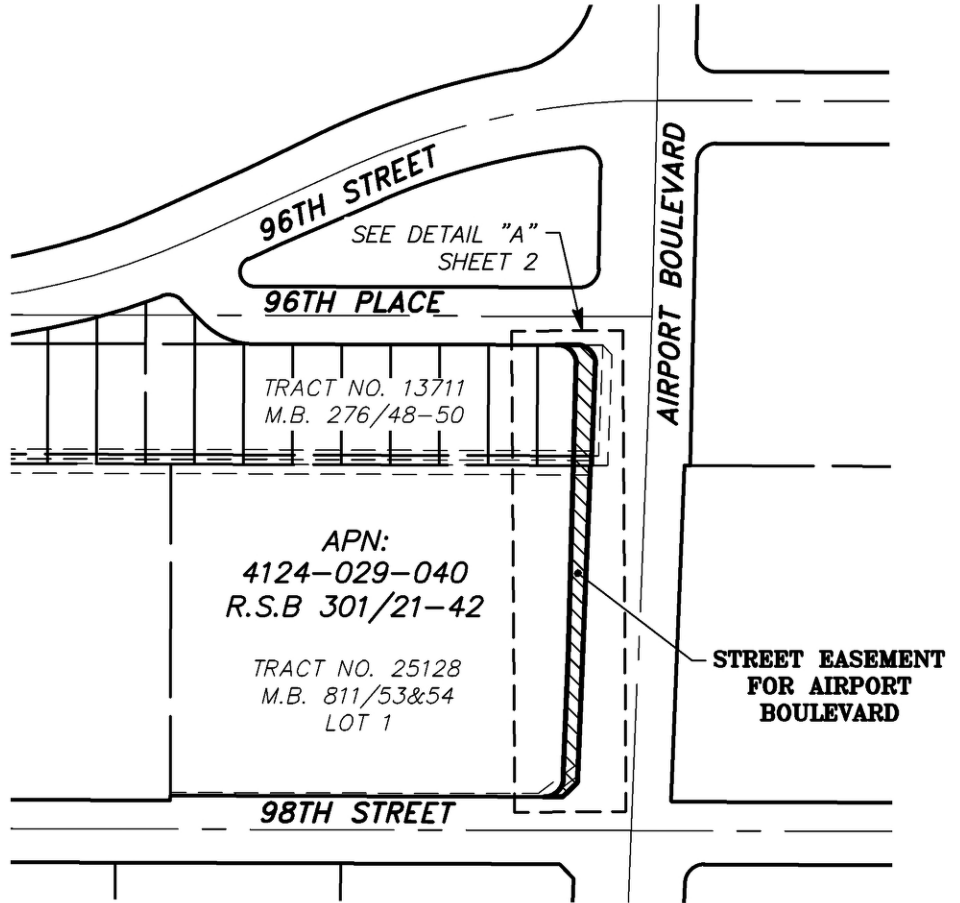 96TH STREET
AIRPORT BOULEVARD
SEE DETAIL "A"
SHEET 2
96TH PLACE
TRACT NO. 13711
M.B. 276/48-50
APN:
4124-029-040
R.S.B 301/21-42
TRACT NO. 25128
M.B. 811/53&54
LOT 1
STREET EASEMENT
FOR AIRPORT
BOULEVARD
98TH STREET